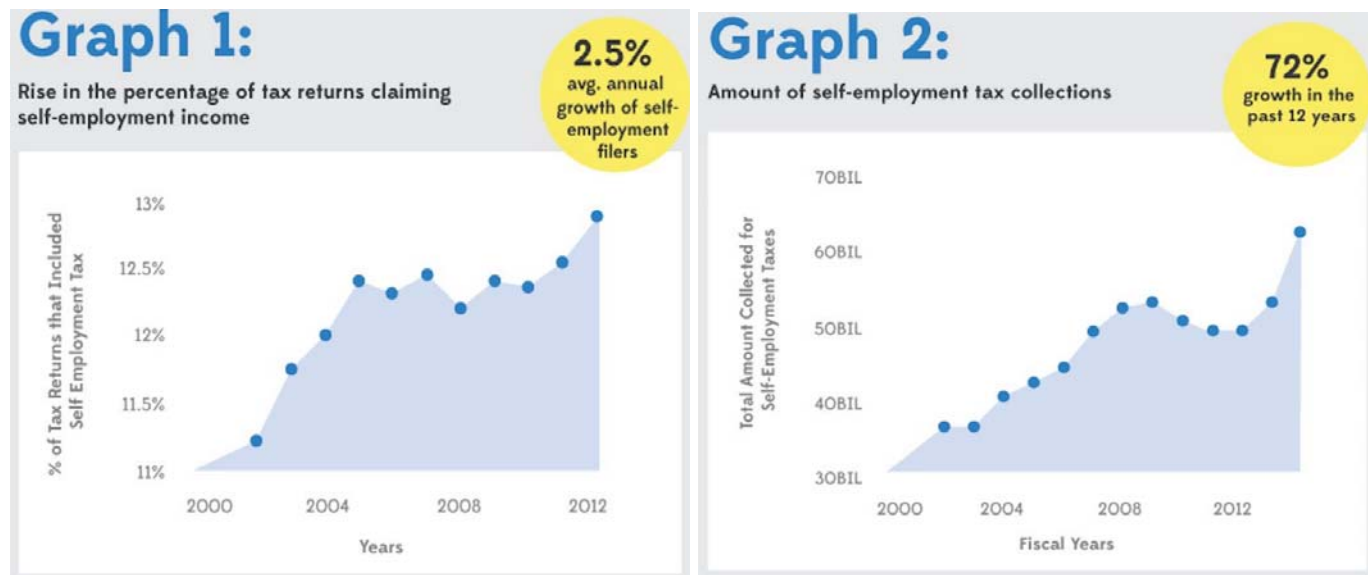 Graph 1:
Rise in the percentage of tax returns claiming
self-employment income
2.5%
avg. annual
growth of self-
employment
filers
% of Tax Returns that Included
Self Employment Tax
13%
12.5%
12%
11.5%
11%
2000 2004 2008 2012
Years
Graph 2:
Amount of self-employment tax collections
72%
growth in the
past 12 years
Total Amount Collected for
Self-Employment Taxes
70BIL
60BIL
50BIL
40BIL
30BIL
2000 2004 2008 2012
Fiscal Years